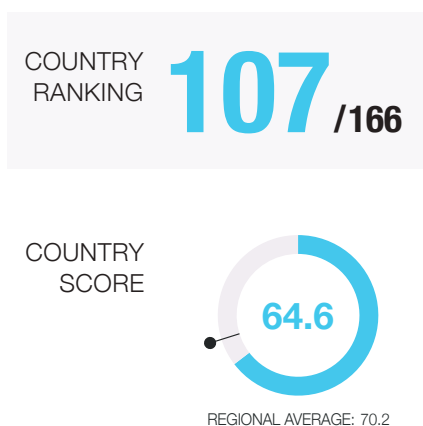 COUNTRY
RANKING
107/166
COUNTRY
SCORE
64.6
REGIONAL AVERAGE: 70.2